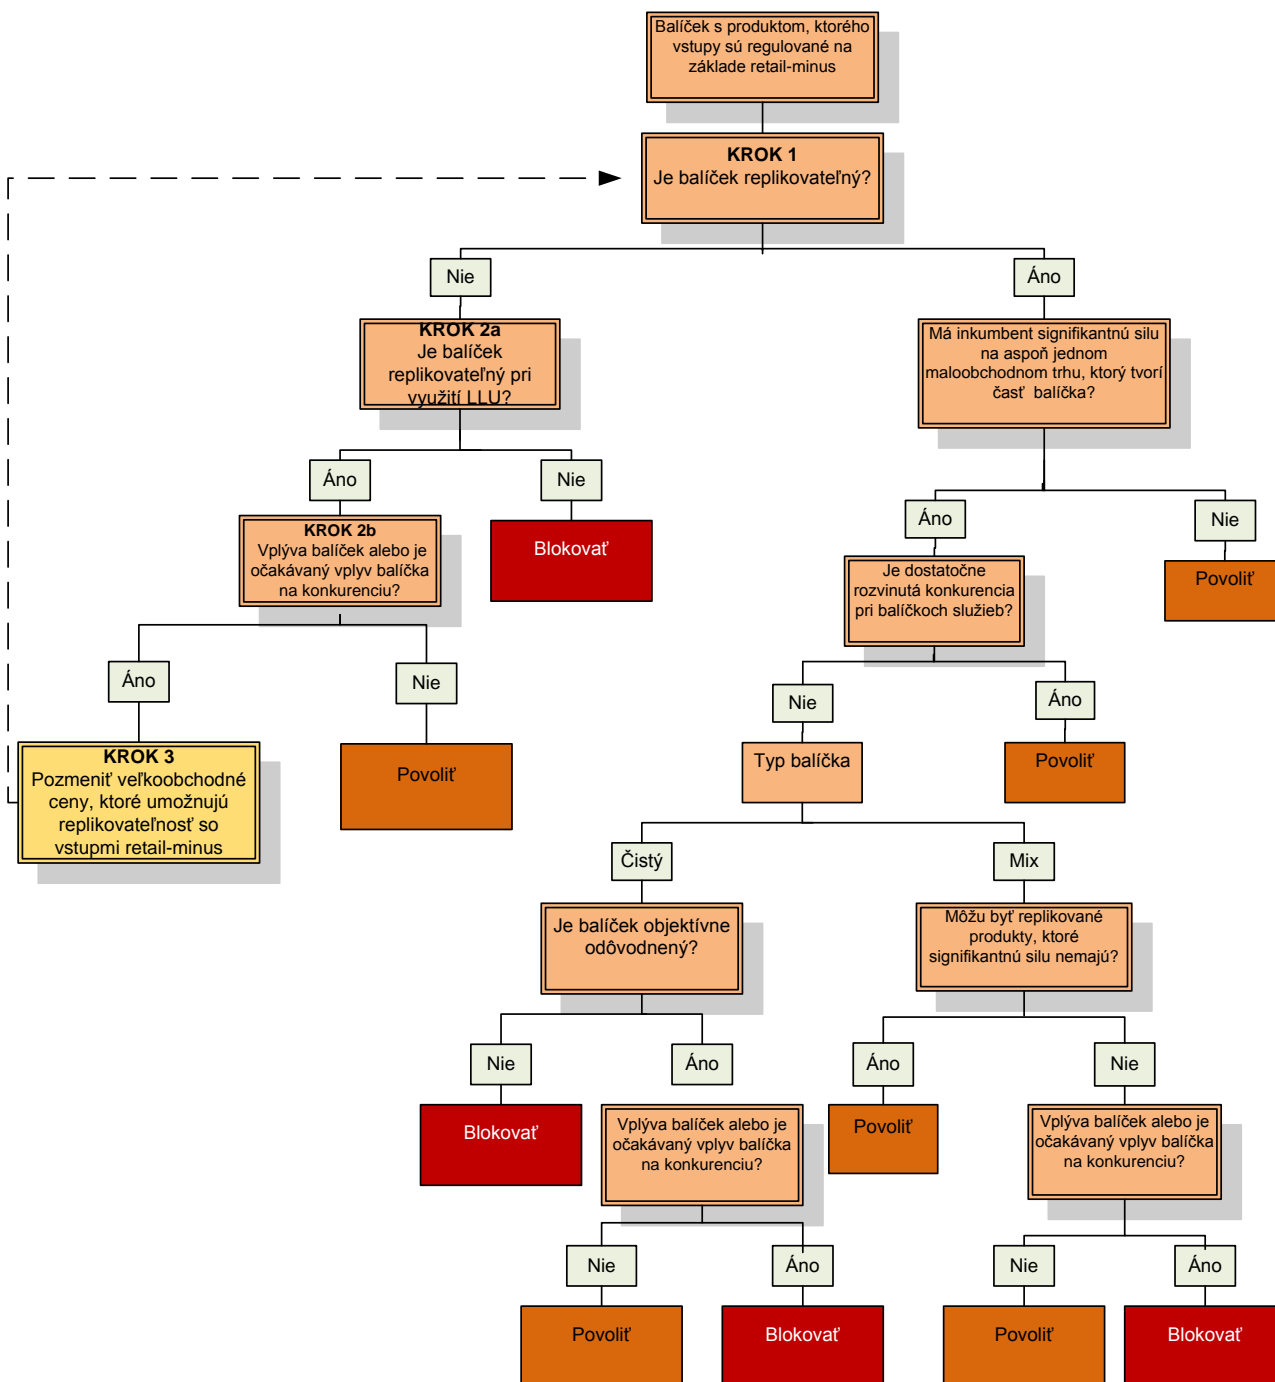 Balíček s produktom, ktorého
vstupy sú regulované na
základe retail-minus
KROK 1
Je balíček replikovateľný?
Nie
Áno
KROK 2a
Je balíček
replikovateľný pri
využití LLU?
Má inkumbent signifikantnú silu
na aspoň jednom
maloobchodnom trhu, ktorý tvorí
časť balíčka?
Áno
Nie
Áno
Nie
KROK 2b
Vplýva balíček alebo je
očakávaný vplyv balíčka
na konkurenciu?
Blokovať
Je dostatočne
rozvinutá konkurencia
pri balíčkoch služieb?
Povoliť
Áno
Nie
Nie
Áno
KROK 3
Pozmeniť veľkoobchodné
ceny, ktoré umožnujú
replikovateľnosť so
vstupmi retail-minus
Povoliť
Typ balíčka
Povoliť
Čistý
Mix
Je balíček objektívne
odôvodnený?
Môžu byť replikované
produkty, ktoré
signifikantnú silu nemajú?
Nie
Áno
Áno
Nie
Blokovať
Vplýva balíček alebo je
očakávaný vplyv balíčka
na konkurenciu?
Povoliť
Vplýva balíček alebo je
očakávaný vplyv balíčka
na konkurenciu?
Nie
Áno
Nie
Áno
Povoliť
Blokovať
Povoliť
Blokovať